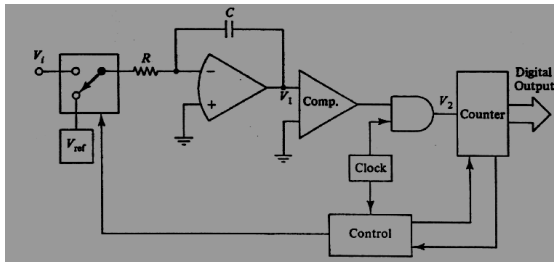 C
V_i
R
−
+
V_1
Comp.
V_2
Counter
Digital
Output
V_ref
Clock
Control